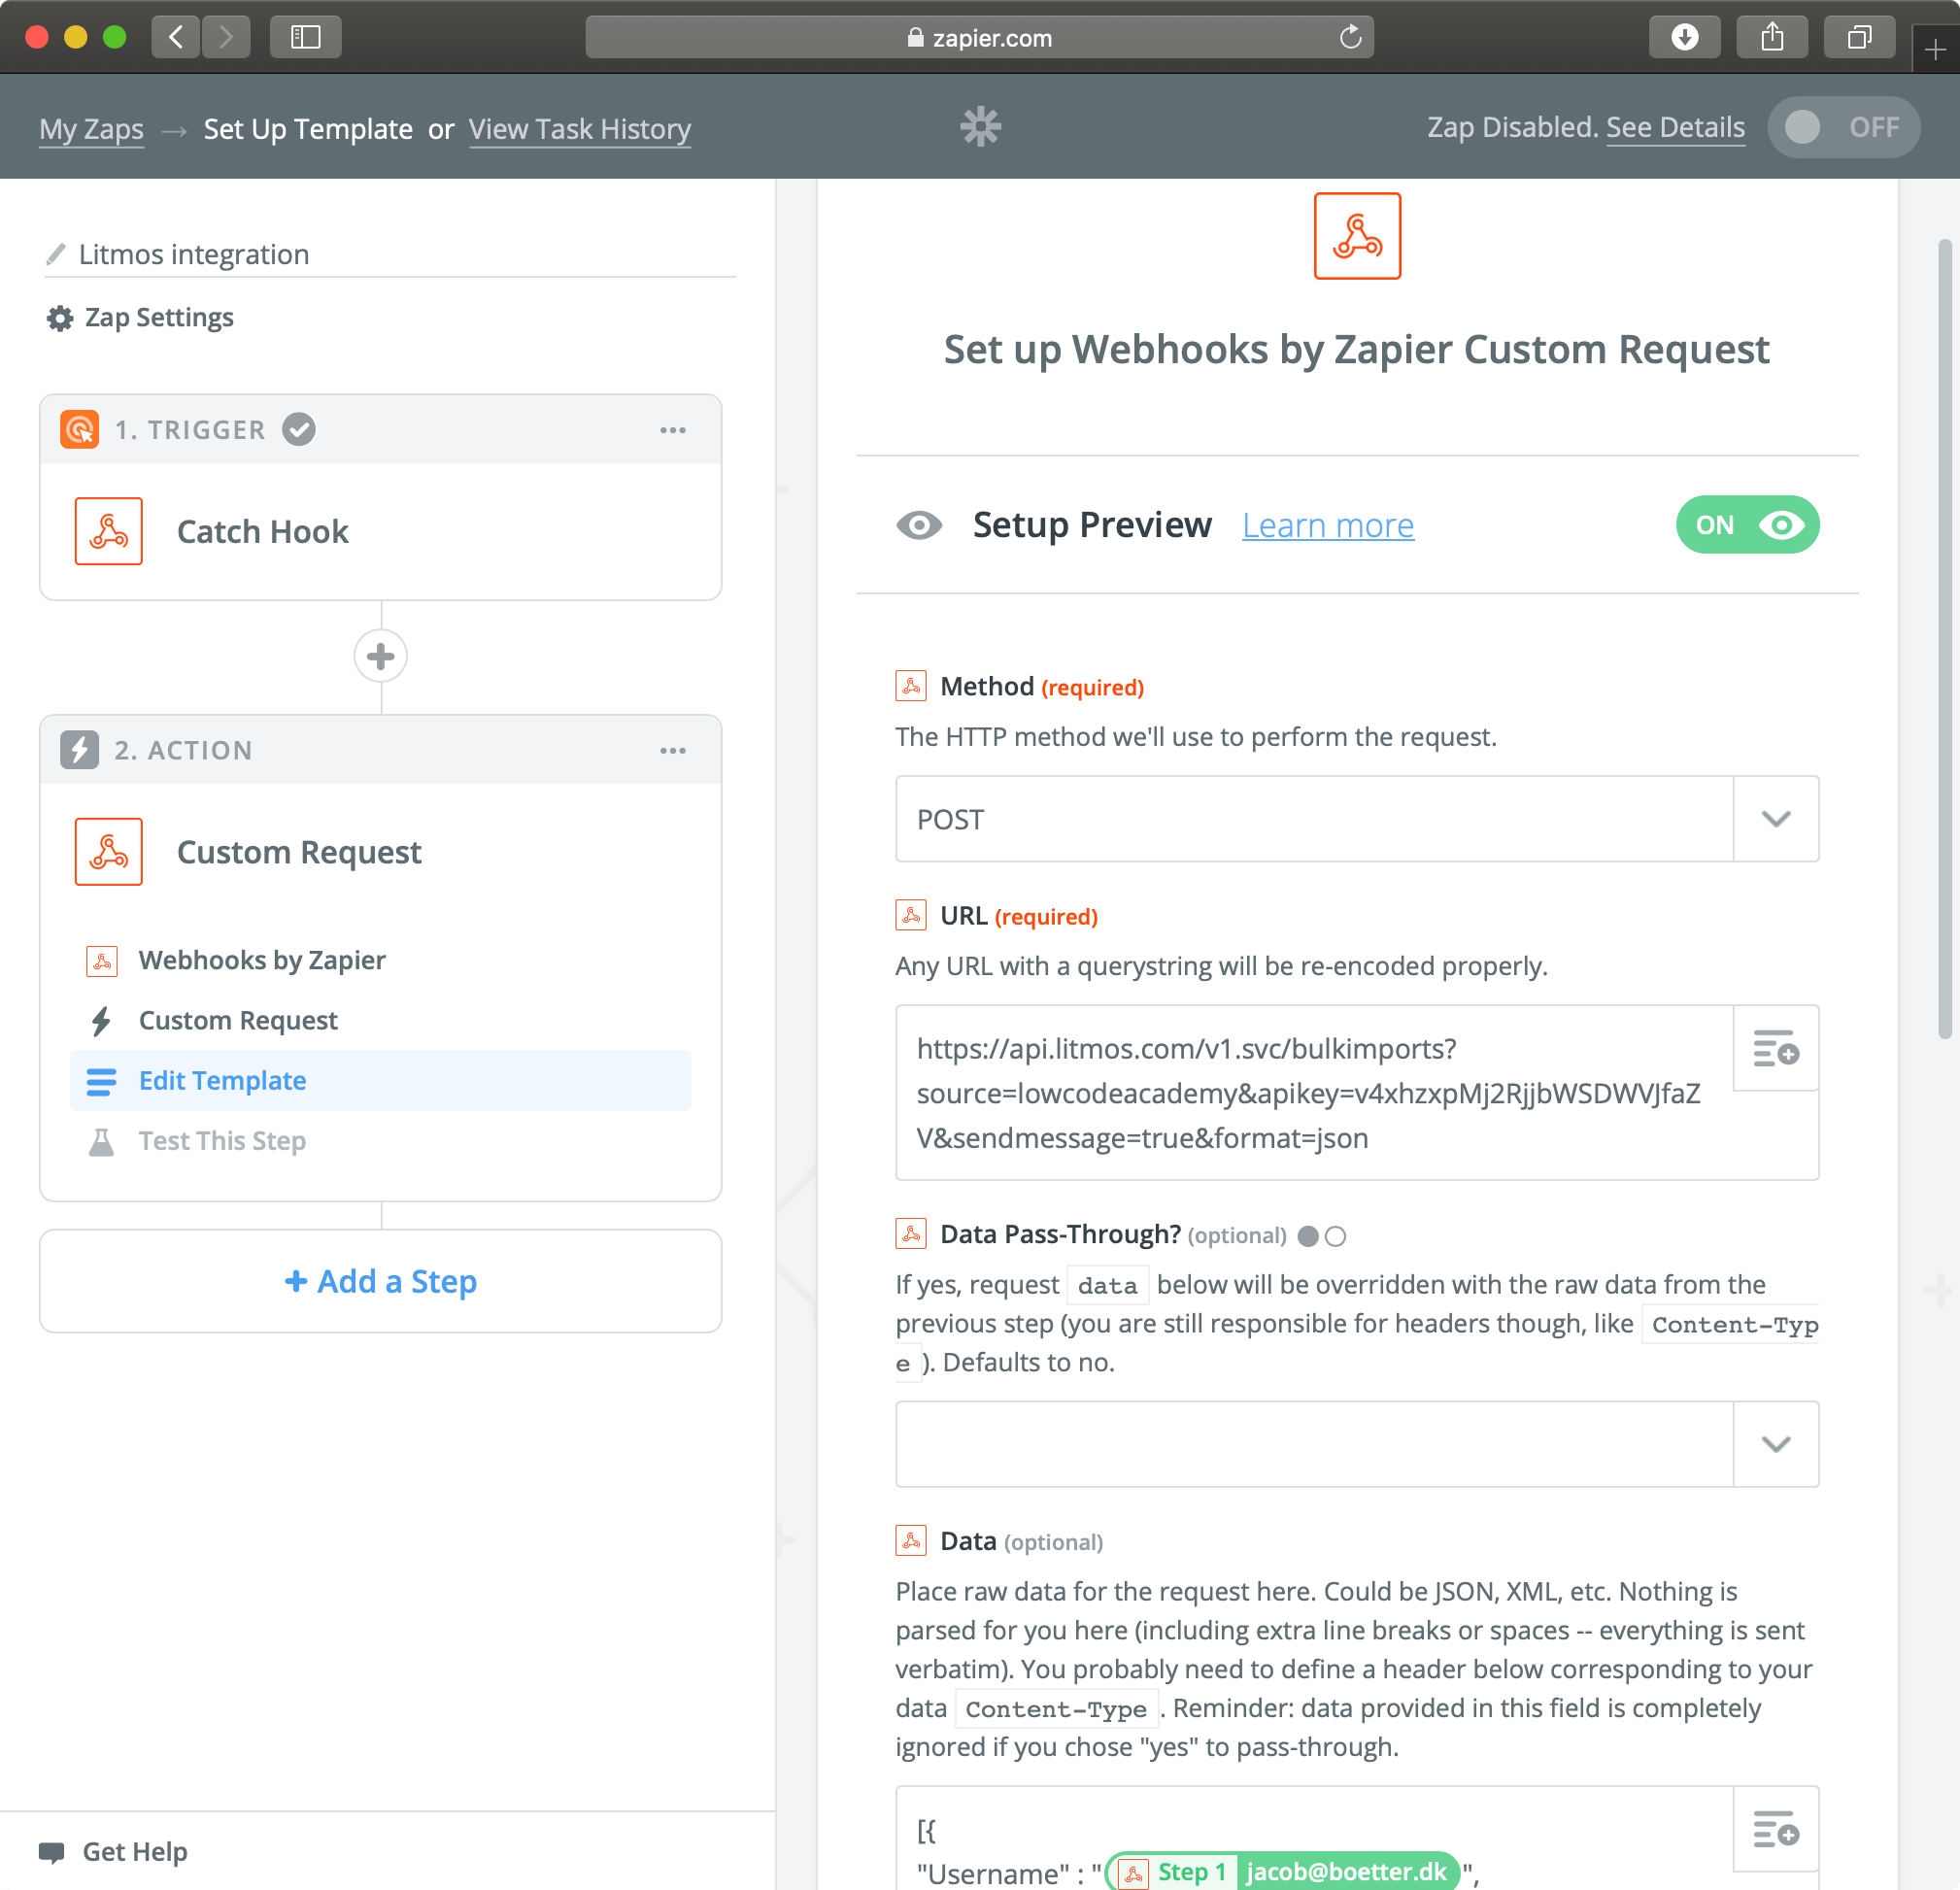 zapier.com
My Zaps → Set Up Template or View Task History
Zap Disabled. See Details
OFF
Litmos integration
Zap Settings
1. TRIGGER
Catch Hook
2. ACTION
Custom Request
Webhooks by Zapier
Custom Request
Edit Template
Test This Step
+ Add a Step
Get Help
Set up Webhooks by Zapier Custom Request
Setup Preview Learn more
ON
Method (required)
The HTTP method we'll use to perform the request.
POST
URL (required)
Any URL with a querystring will be re-encoded properly.
https://api.litmos.com/v1.svc/bulkimports?
source=lowcodeacademy&apikey=v4xhzxpMj2RjjbWSDWVJfaZ
V&sendmessage=true&format=json
Data Pass-Through? (optional)
If yes, request data below will be overridden with the raw data from the
previous step (you are still responsible for headers though, like Content-Typ
e ). Defaults to no.
Data (optional)
Place raw data for the request here. Could be JSON, XML, etc. Nothing is
parsed for you here (including extra line breaks or spaces -- everything is sent
verbatim). You probably need to define a header below corresponding to your
data Content-Type . Reminder: data provided in this field is completely
ignored if you chose "yes" to pass-through.
[{
"Username" : " Step 1 jacob@boetter.dk ",